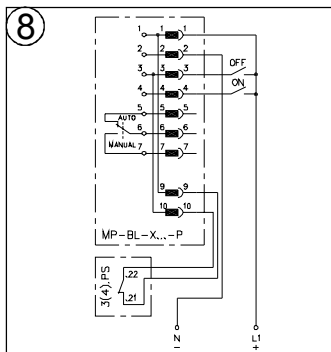 8
1 1 1
2 2 2
3 3 3 OFF
4 4 4 ON
5 5 5
AUTO
6 6 6
MANUAL
7 7 7
9 9
10 10
MP-BL-X...-P
3(4).PS
.22
.21
N L1
- +